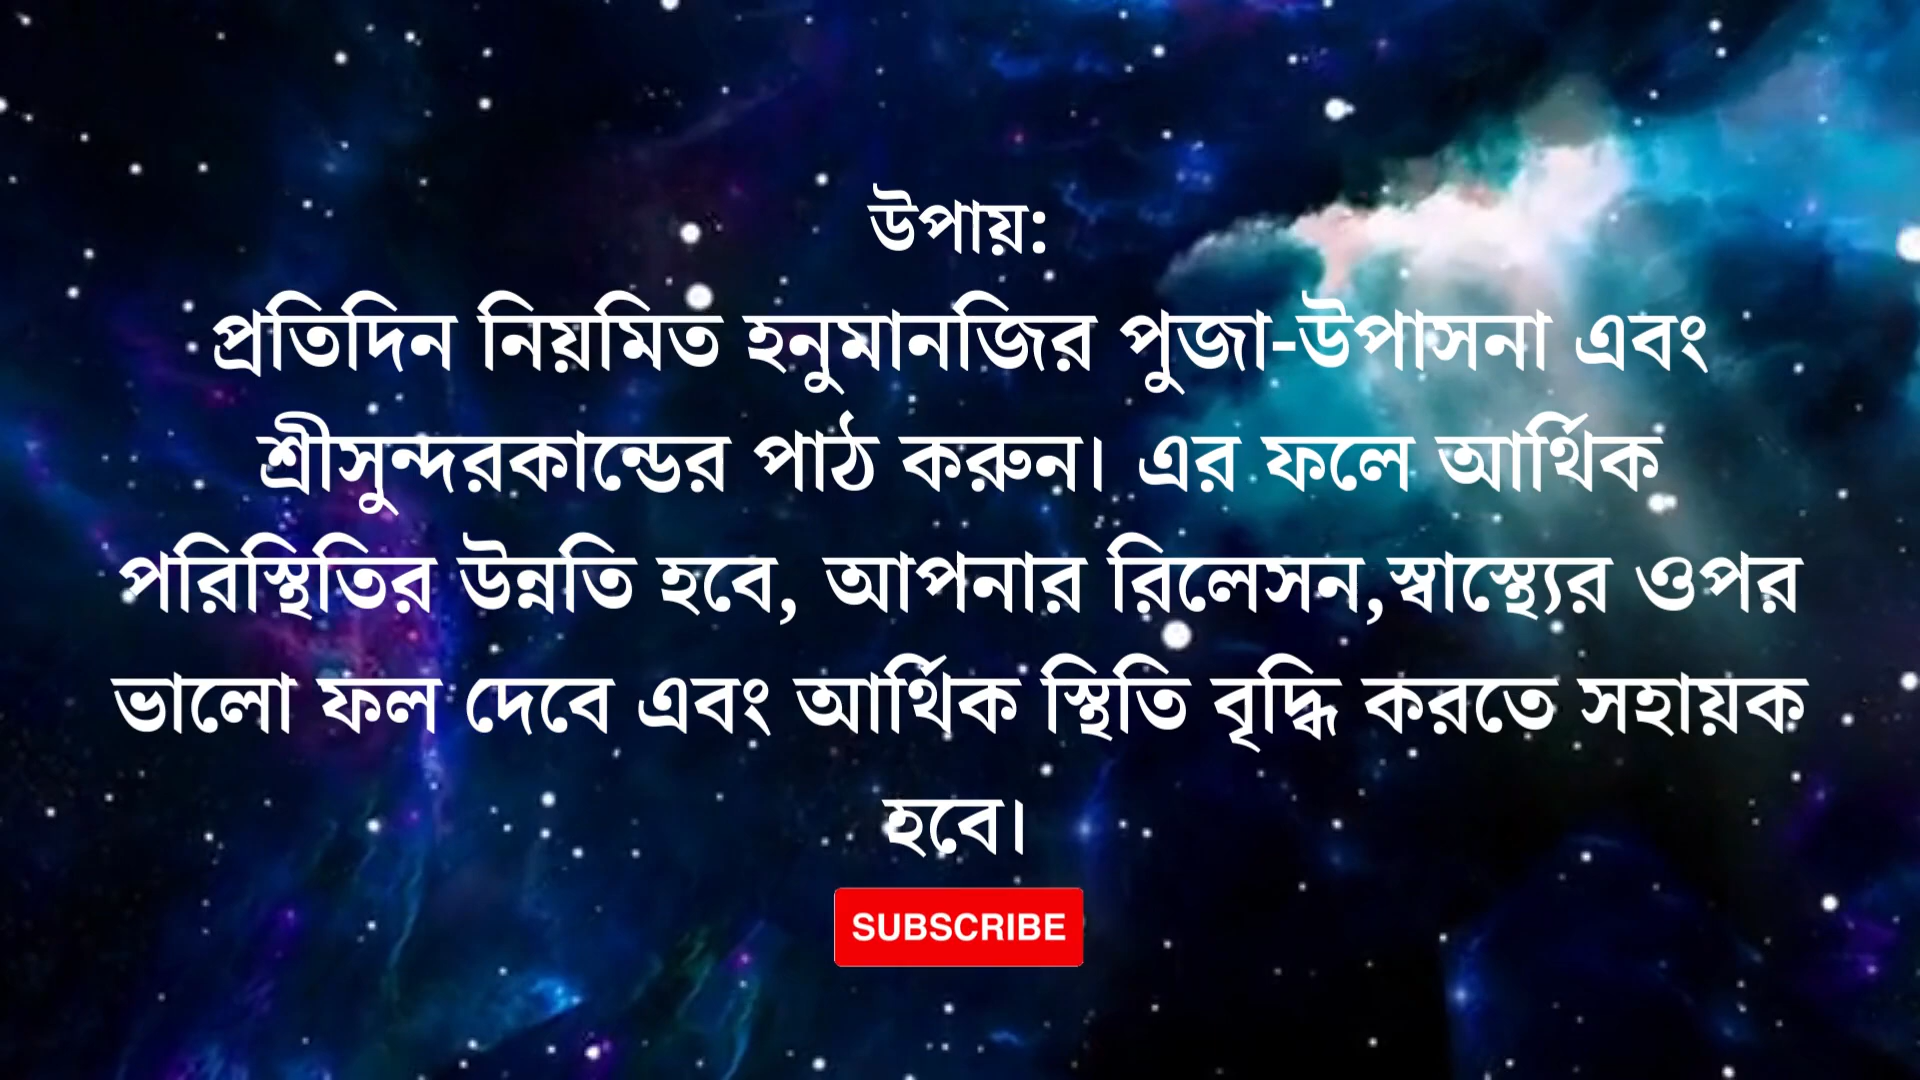 উপায়:
প্রতিদিন নিয়মিত হনুমানজির পুজা-উপাসনা এবং
শ্রীসুন্দরকান্ডের পাঠ করুন। এর ফলে আর্থিক
পরিস্থিতির উন্নতি হবে, আপনার রিলেসন,স্বাস্থ্যের ওপর
ভালো ফল দেবে এবং আর্থিক স্থিতি বৃদ্ধি করতে সহায়ক
হবে।
SUBSCRIBE